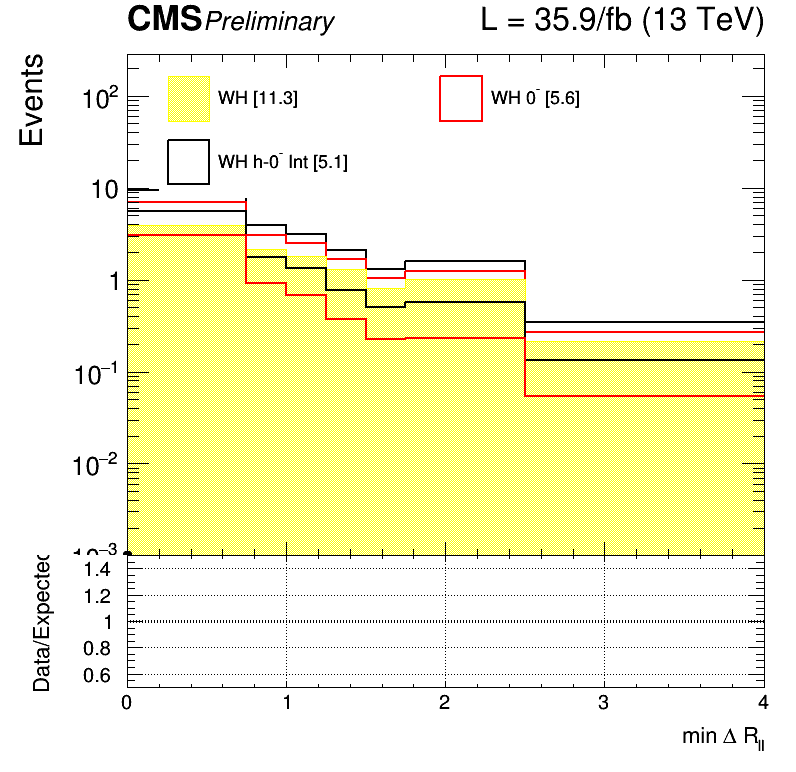 CMS Preliminary L = 35.9/fb (13 TeV)
Events
WH [11.3] WH 0⁻ [5.6]
WH h-0⁻ Int [5.1]
10²
10
1
10⁻¹
10⁻²
10⁻³
Data/Expected
1.4
1.2
1
0.8
0.6
0 1 2 3 4
min Δ R_ll